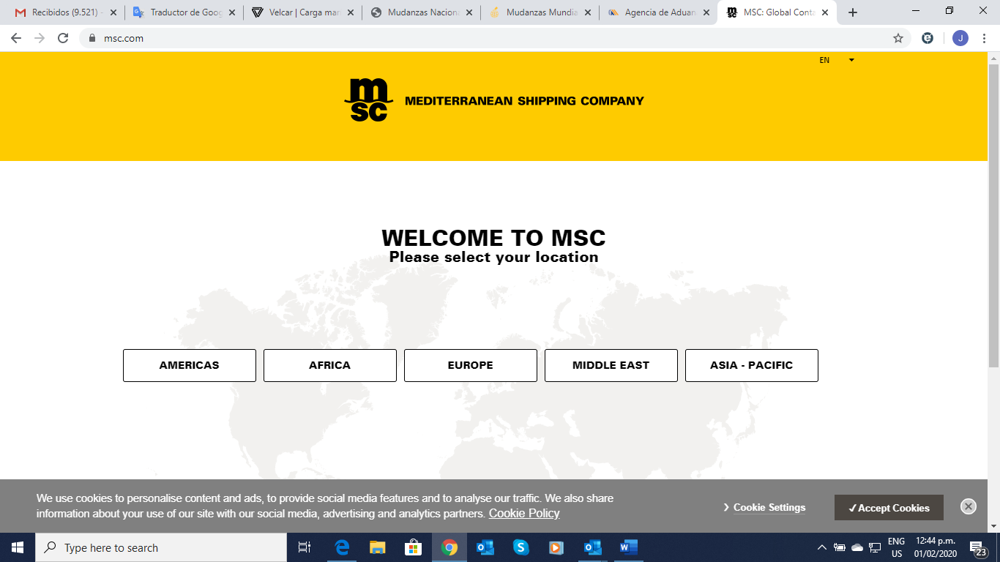 Recibidos (9.521) -
Traductor de Goog
Velcar | Carga mar
Mudanzas Naciona
Mudanzas Mundia
Agencia de Aduan
MSC: Global Conta
msc.com
J
EN
msc
MEDITERRANEAN SHIPPING COMPANY
WELCOME TO MSC
Please select your location
AMERICAS
AFRICA
EUROPE
MIDDLE EAST
ASIA - PACIFIC
We use cookies to personalise content and ads, to provide social media features and to analyse our traffic. We also share
information about your use of our site with our social media, advertising and analytics partners. Cookie Policy
Cookie Settings
Accept Cookies
Type here to search
ENG
US
12:44 p.m.
01/02/2020
23